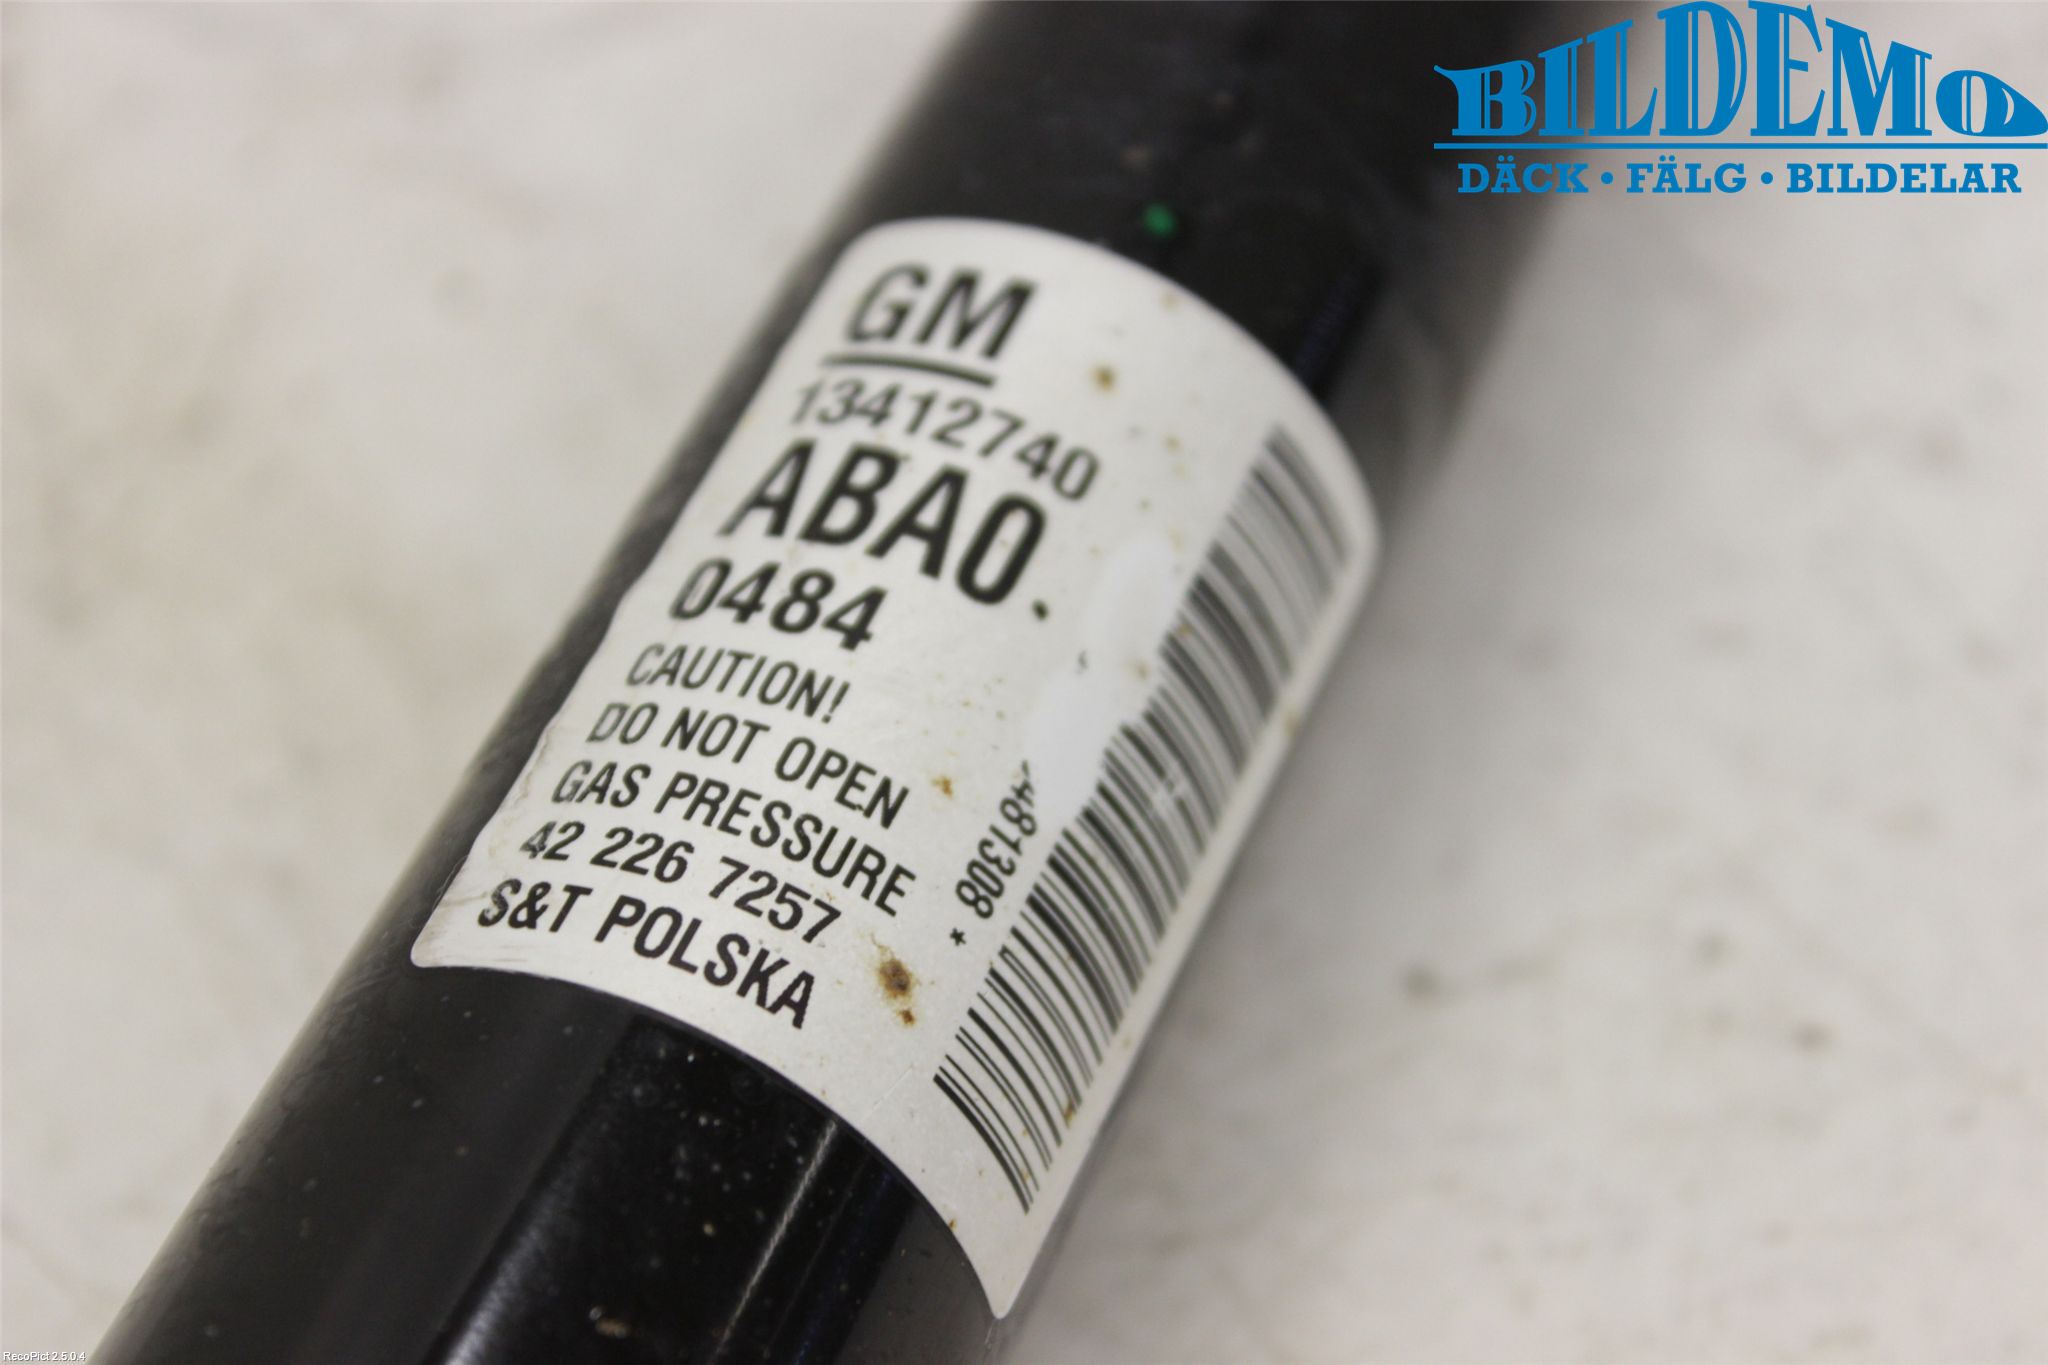 BILDEMO
DÄCK • FÄLG • BILDELAR
GM
13412740
ABAO.
0484
CAUTION!
DO NOT OPEN
GAS PRESSURE
42 226 7257
S&T POLSKA
481308 *
RecoPict 2.5.0.4